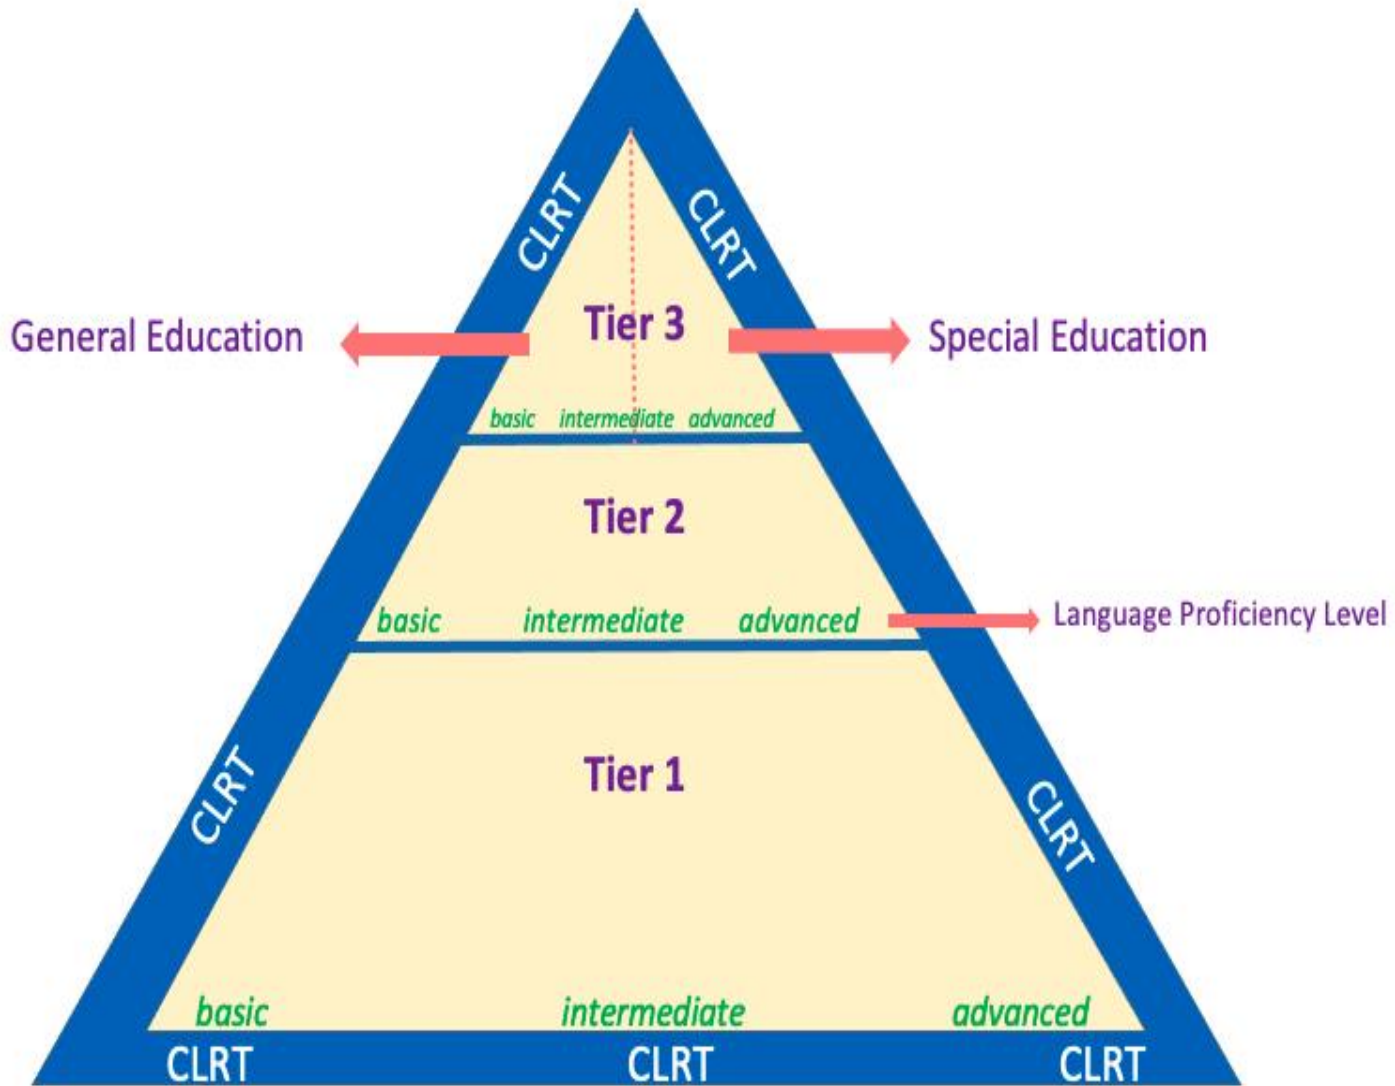 CLRT
CLRT
General Education
Tier 3
Special Education
basic intermediate advanced
Tier 2
basic intermediate advanced
Language Proficiency Level
Tier 1
CLRT
CLRT
basic intermediate advanced
CLRT CLRT CLRT